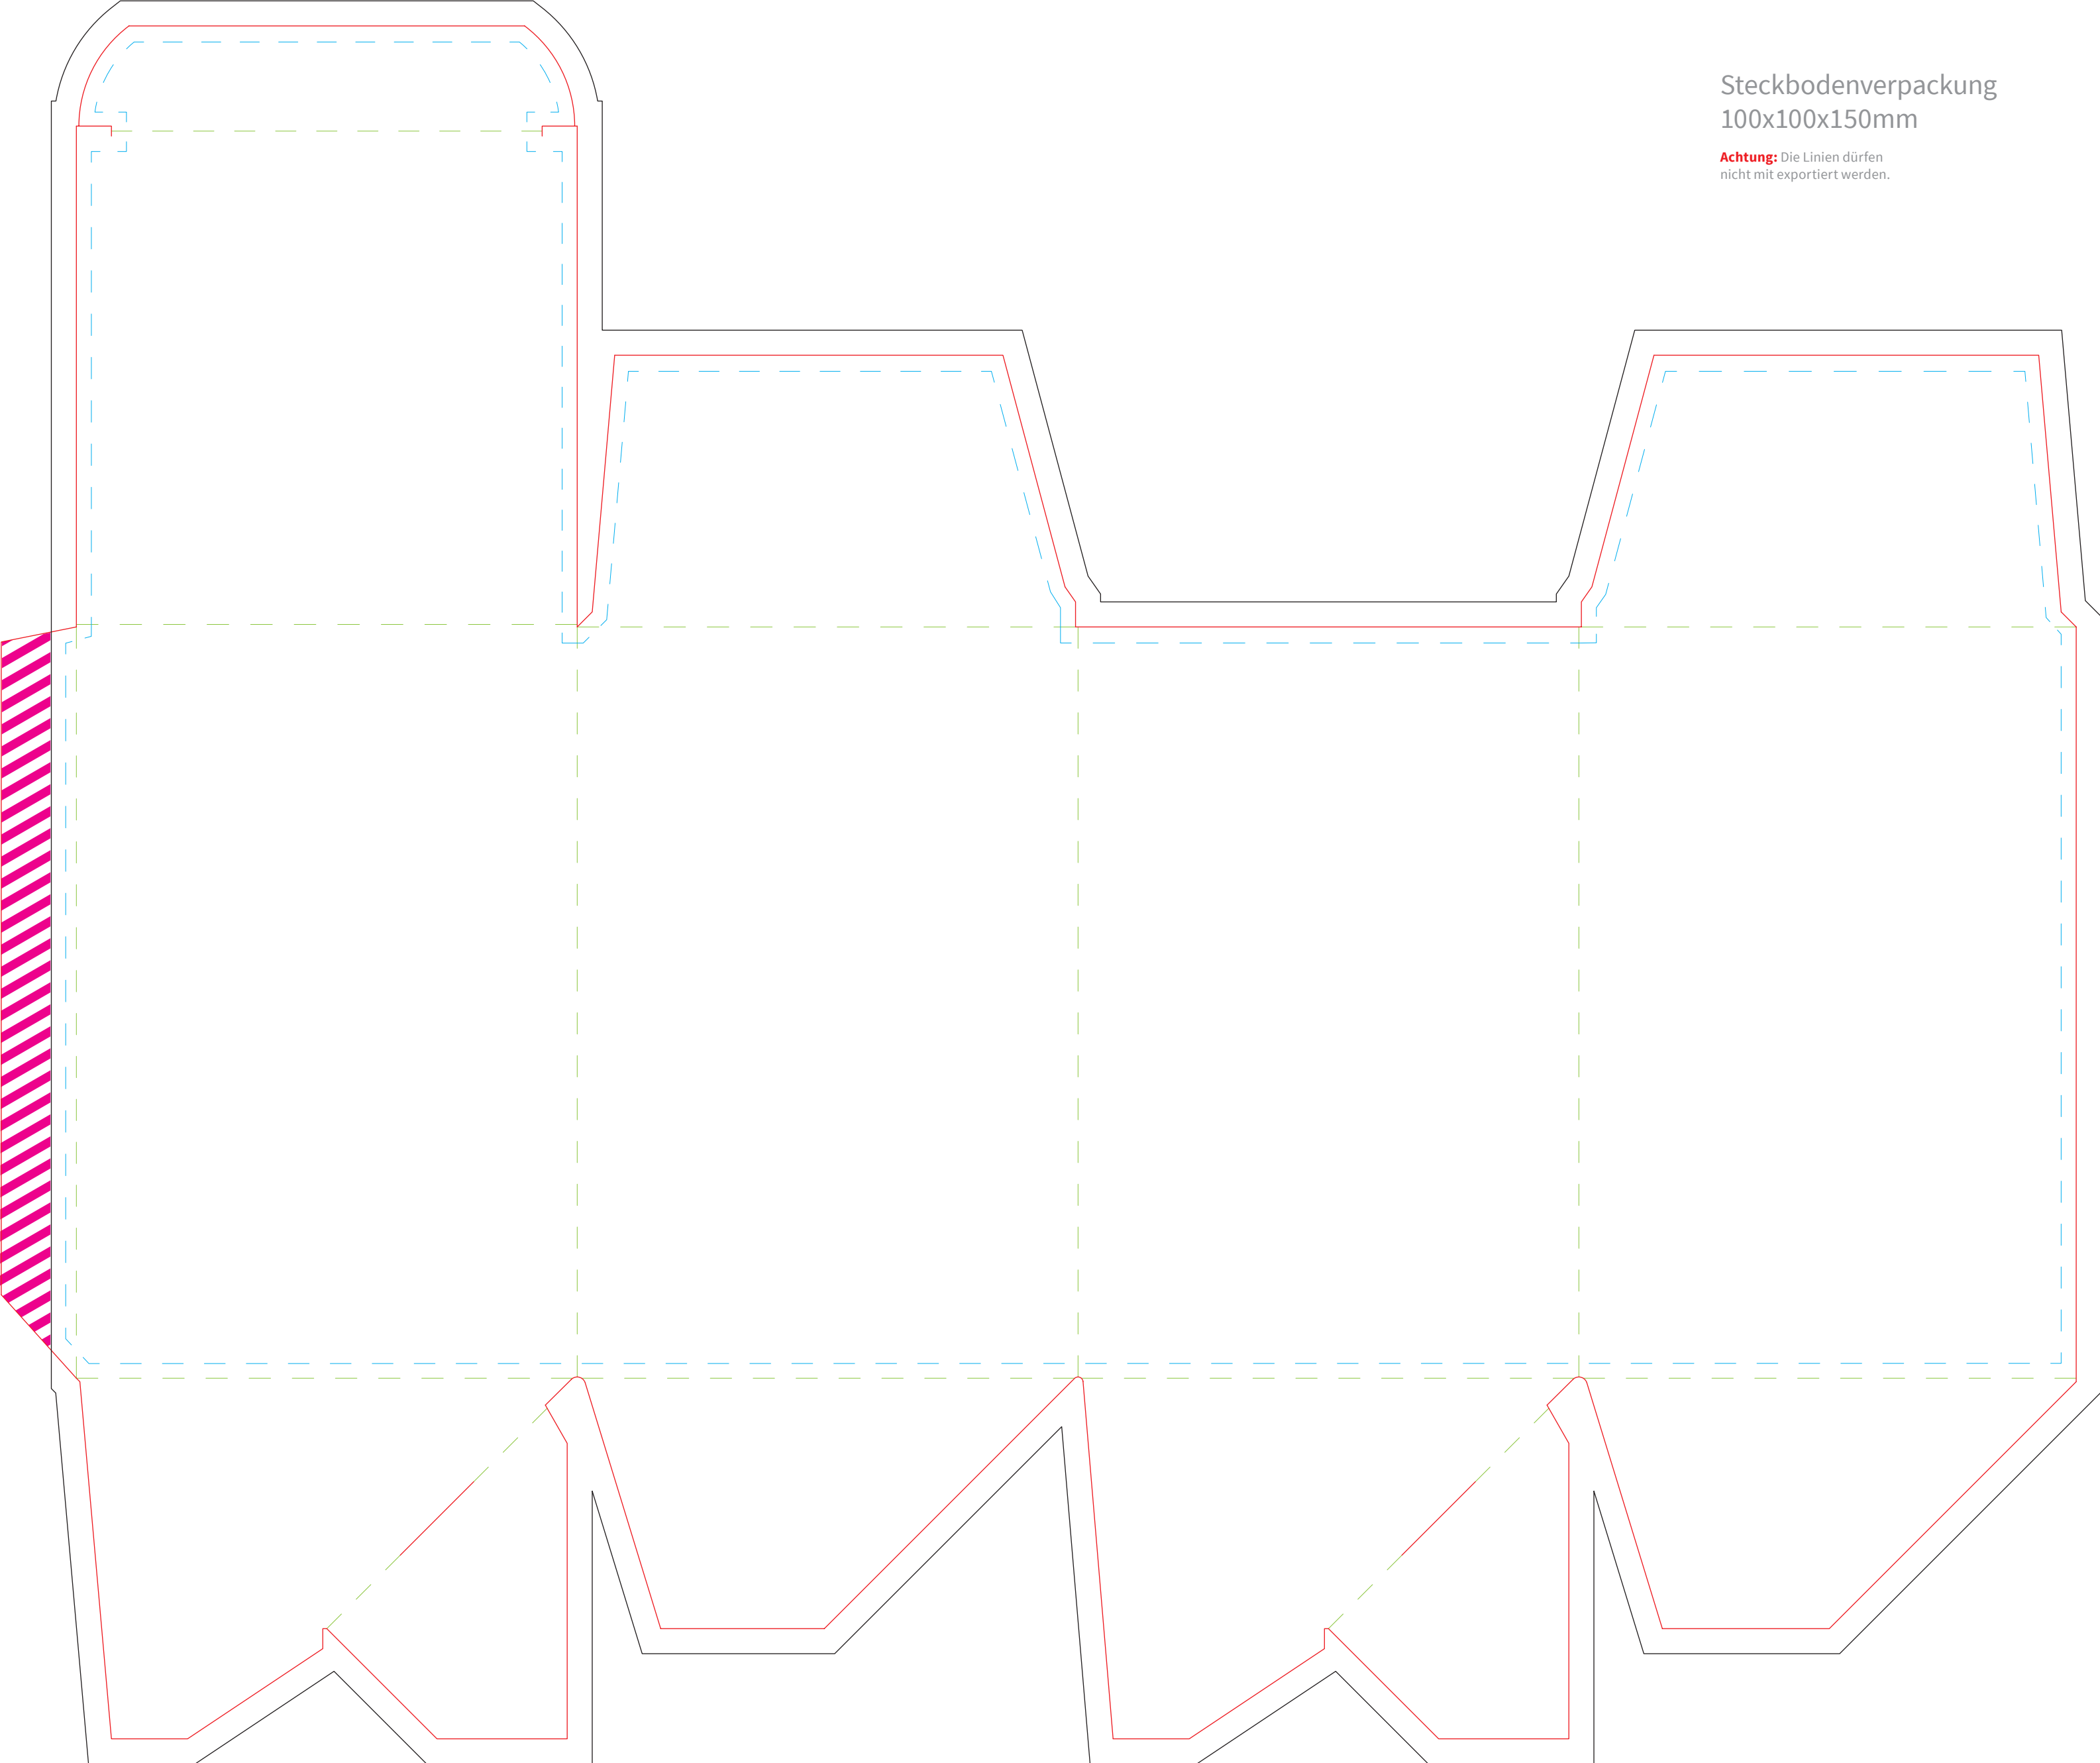 Steckbodenverpackung
100x100x150mm
Achtung: Die Linien dürfen
nicht mit exportiert werden.